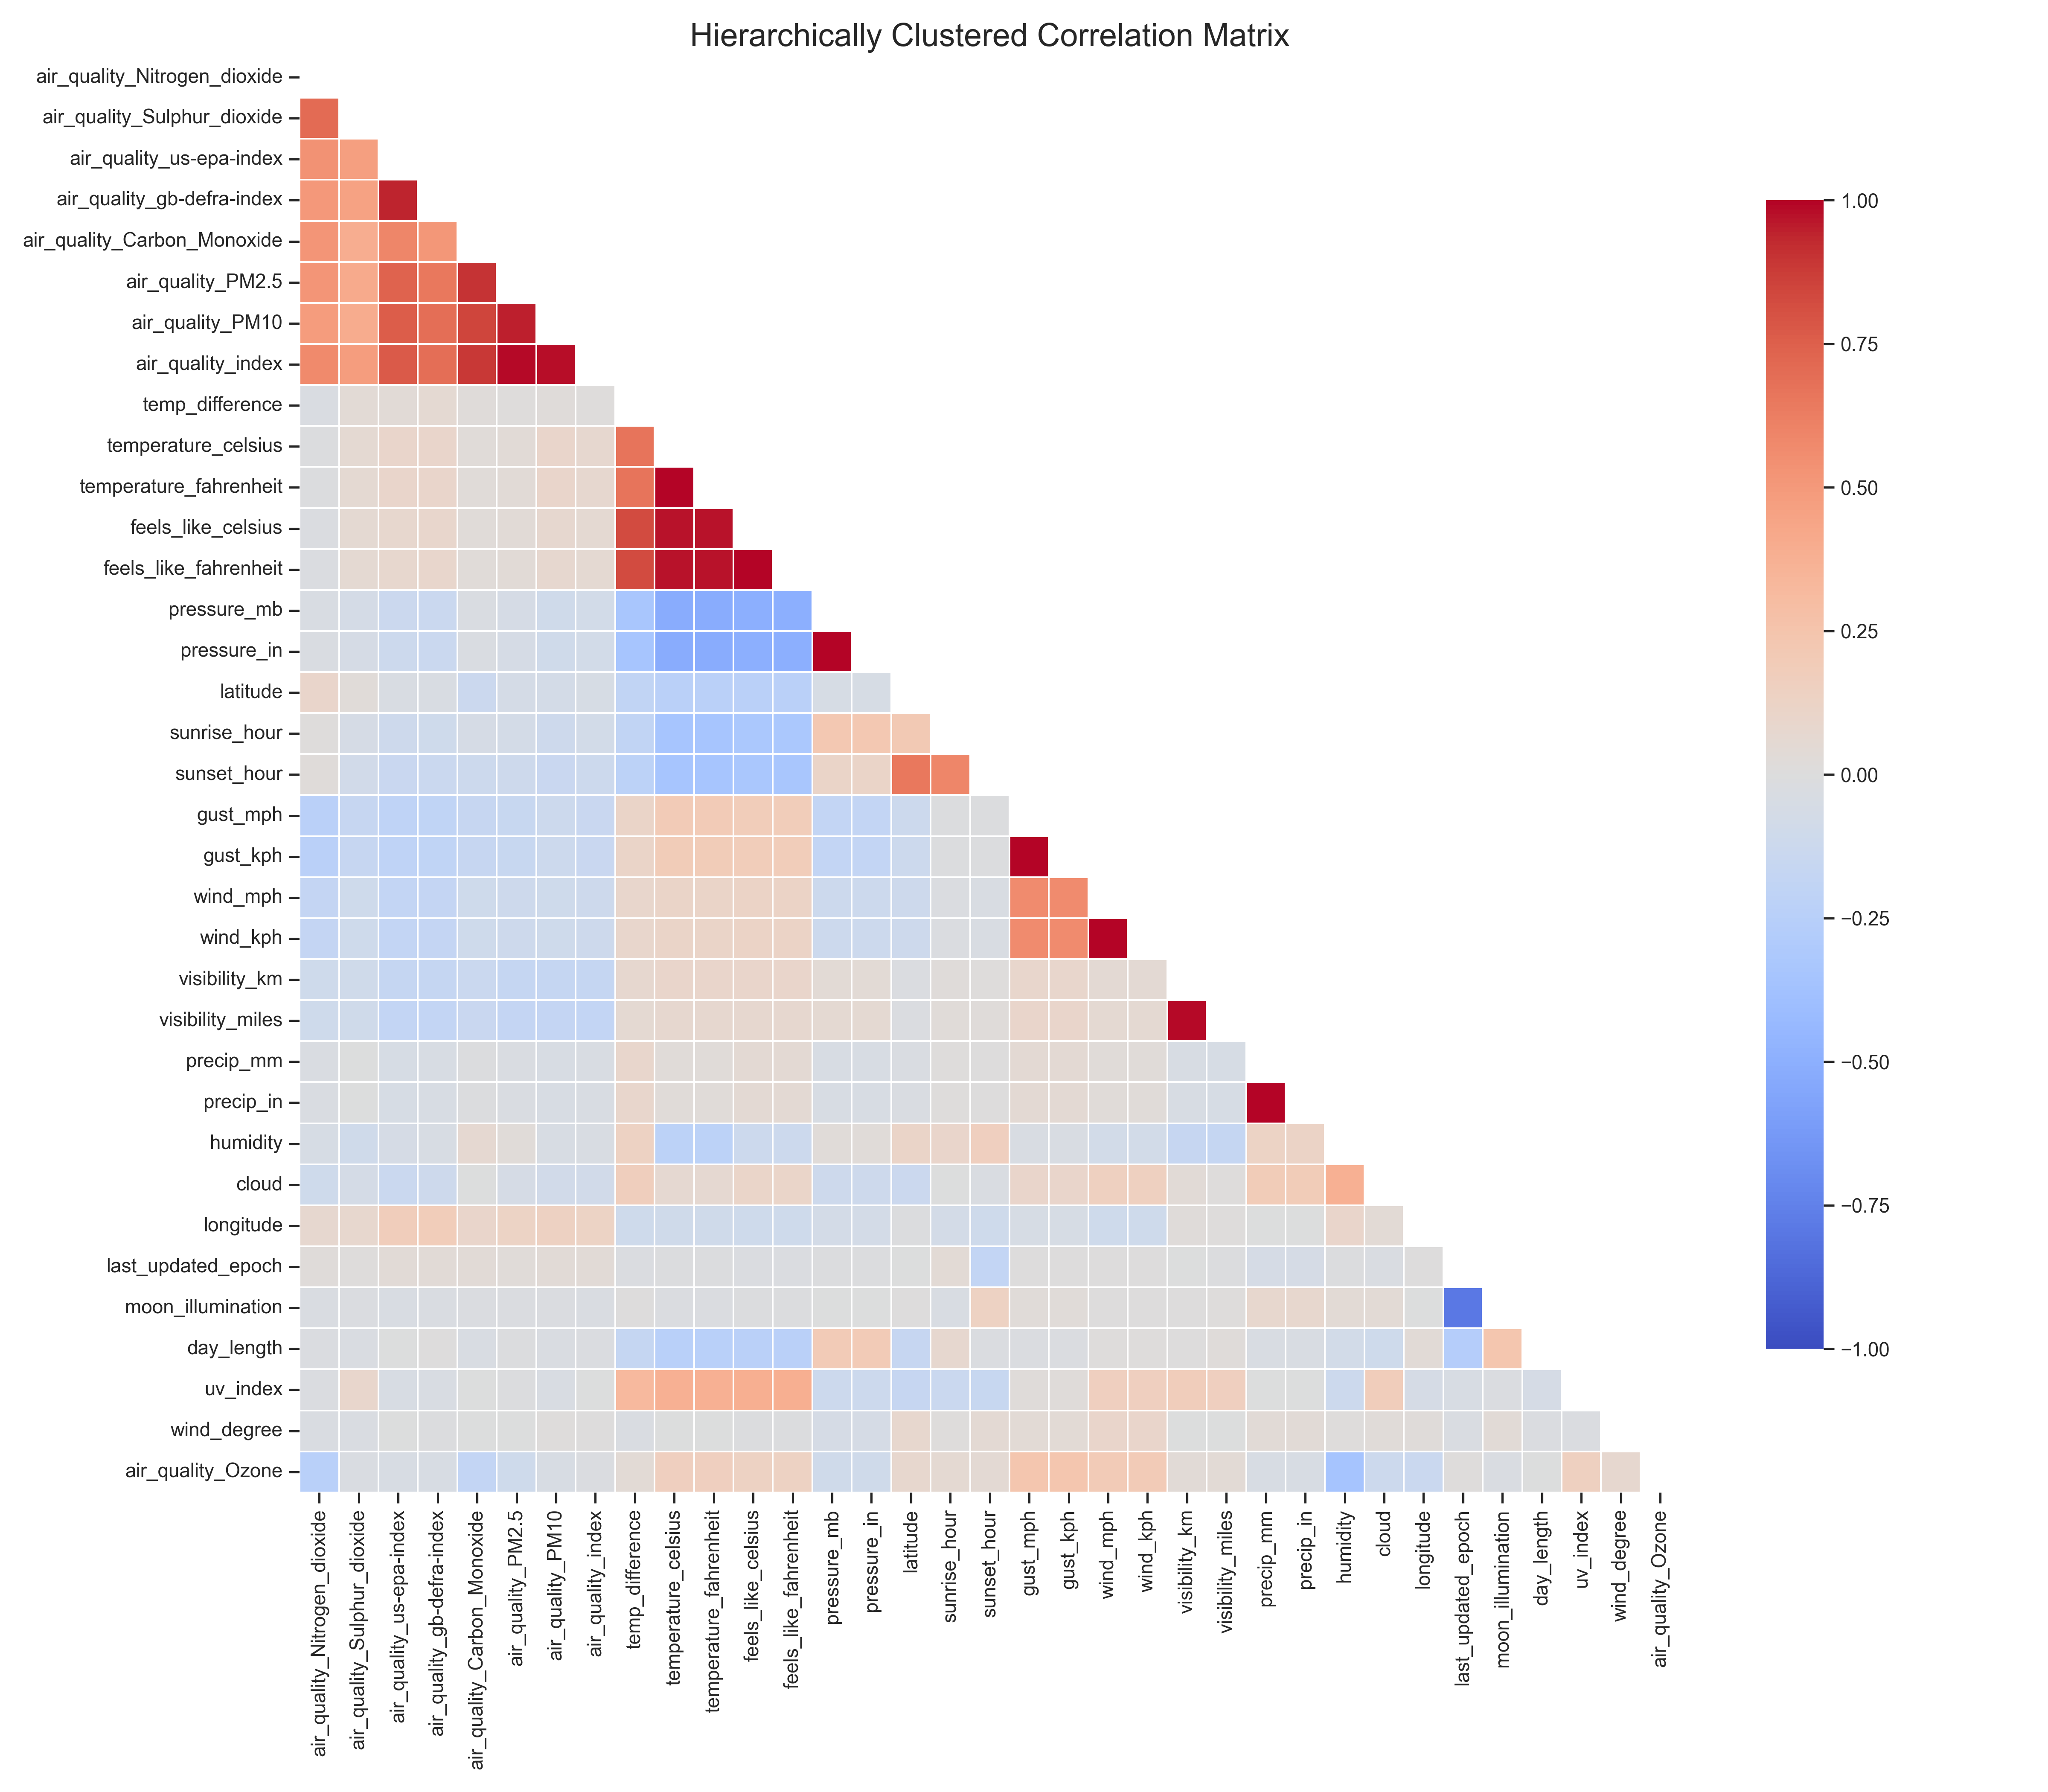 Hierarchically Clustered Correlation Matrix
air_quality_Nitrogen_dioxide
air_quality_Sulphur_dioxide
air_quality_us-epa-index
air_quality_gb-defra-index
air_quality_Carbon_Monoxide
air_quality_PM2.5
air_quality_PM10
air_quality_index
temp_difference
temperature_celsius
temperature_fahrenheit
feels_like_celsius
feels_like_fahrenheit
pressure_mb
pressure_in
latitude
sunrise_hour
sunset_hour
gust_mph
gust_kph
wind_mph
wind_kph
visibility_km
visibility_miles
precip_mm
precip_in
humidity
cloud
longitude
last_updated_epoch
moon_illumination
day_length
uv_index
wind_degree
air_quality_Ozone
air_quality_Nitrogen_dioxide
air_quality_Sulphur_dioxide
air_quality_us-epa-index
air_quality_gb-defra-index
air_quality_Carbon_Monoxide
air_quality_PM2.5
air_quality_PM10
air_quality_index
temp_difference
temperature_celsius
temperature_fahrenheit
feels_like_celsius
feels_like_fahrenheit
pressure_mb
pressure_in
latitude
sunrise_hour
sunset_hour
gust_mph
gust_kph
wind_mph
wind_kph
visibility_km
visibility_miles
precip_mm
precip_in
humidity
cloud
longitude
last_updated_epoch
moon_illumination
day_length
uv_index
wind_degree
air_quality_Ozone
1.00
0.75
0.50
0.25
0.00
−0.25
−0.50
−0.75
−1.00